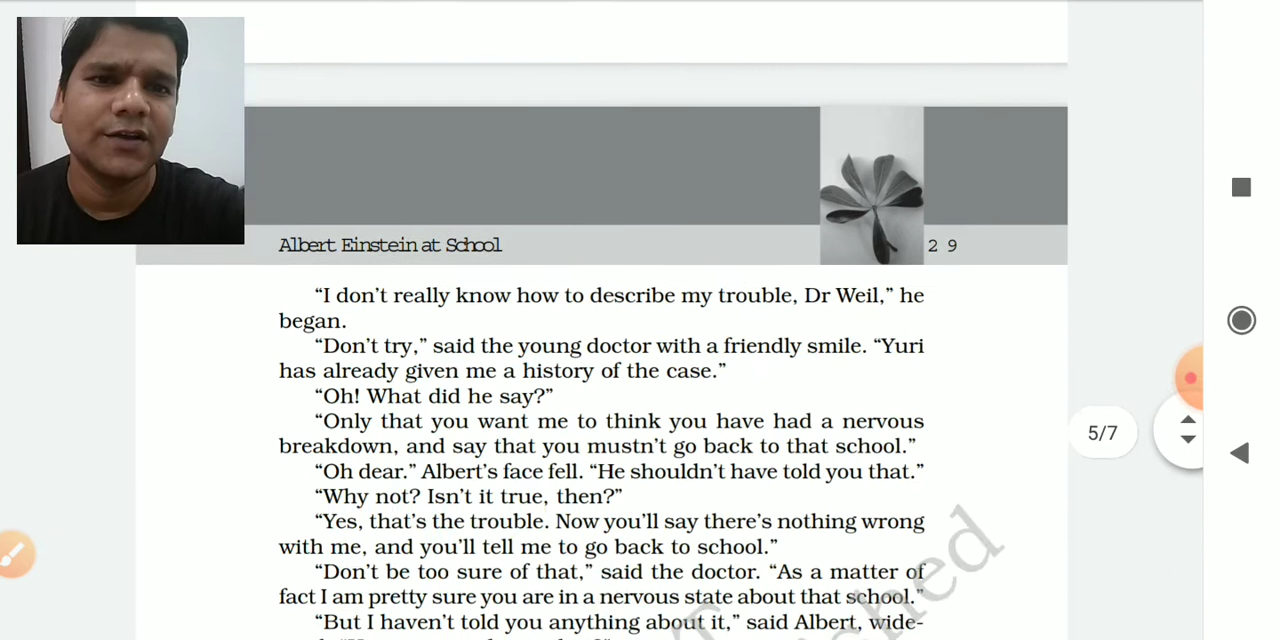 Albert Einstein at School
2 9
“I don’t really know how to describe my trouble, Dr Weil,” he
began.
“Don’t try,” said the young doctor with a friendly smile. “Yuri
has already given me a history of the case.”
“Oh! What did he say?”
“Only that you want me to think you have had a nervous
breakdown, and say that you mustn’t go back to that school.”
“Oh dear.” Albert’s face fell. “He shouldn’t have told you that.”
“Why not? Isn’t it true, then?”
“Yes, that’s the trouble. Now you’ll say there’s nothing wrong
with me, and you’ll tell me to go back to school.”
“Don’t be too sure of that,” said the doctor. “As a matter of
fact I am pretty sure you are in a nervous state about that school.”
“But I haven’t told you anything about it,” said Albert, wide-
5/7